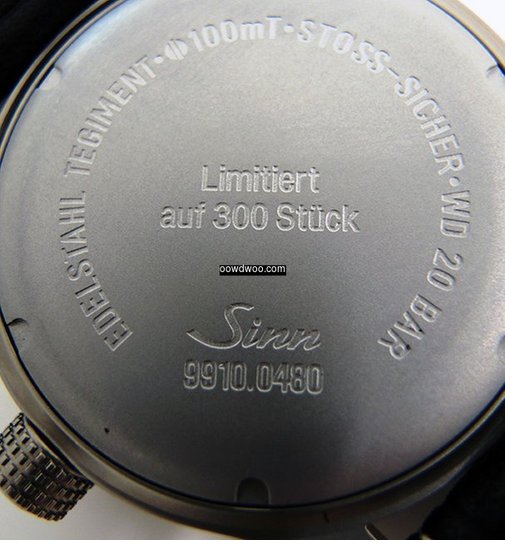 EDELSTAHL TEGIMENT · 100mT · STOSS-SICHER · WD 20 BAR
Limitiert
auf 300 Stück
oowdwoo.com
Sinn
9910.0480